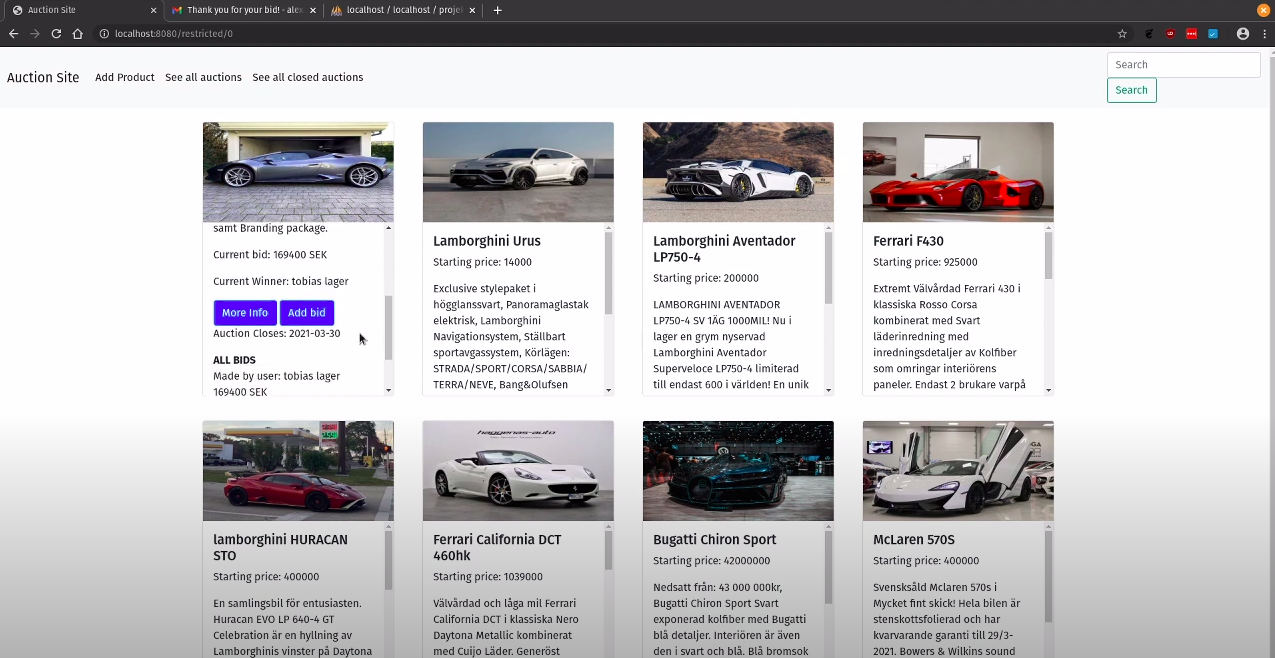 Auction Site
Thank you for your bid! - alex
localhost / localhost / proje
localhost:8080/restricted/0
Auction Site
Add Product
See all auctions
See all closed auctions
Search
Search
samt Branding package.
Current bid: 169400 SEK
Current Winner: tobias lager
More Info
Add bid
Auction Closes: 2021-03-30
ALL BIDS
Made by user: tobias lager
169400 SEK
Lamborghini Urus
Starting price: 14000
Exclusive stylepaket i
högglanssvart, Panoramaglastak
elektrisk, Lamborghini
Navigationsystem, Ställbart
sportavgassystem, Körlägen:
STRADA/SPORT/CORSA/SABBIA/
TERRA/NEVE, Bang&Olufsen
Lamborghini Aventador
LP750-4
Starting price: 200000
LAMBORGHINI AVENTADOR
LP750-4 SV 1ÄG 1000MIL! Nu i
lager en grym nyservad
Lamborghini Aventador
Superveloce LP750-4 limiterad
till endast 600 i världen! En unik
Ferrari F430
Starting price: 925000
Extremt Välvårdad Ferrari 430 i
klassiska Rosso Corsa
kombinerat med Svart
läderinredning med
inredningsdetaljer av Kolfiber
som omringar interiörens
paneler. Endast 2 brukare varpå
lamborghini HURACAN
STO
Starting price: 400000
En samlingsbil för entusiasten.
Huracan EVO LP 640-4 GT
Celebration är en hyllning av
Lamborghinis vinster på Daytona
haggenas-auto
Ferrari California DCT
460hk
Starting price: 1039000
Välvårdad och låga mil Ferrari
California DCT i klassiska Nero
Daytona Metallic kombinerat
med Cuijo Läder. Generöst
Bugatti Chiron Sport
Starting price: 42000000
Nedsatt från: 43 000 000kr,
Bugatti Chiron Sport Svart
exponerad kolfiber med Bugatti
blå detaljer. Interiören är även
den i svart och blå. Blå bromsok
McLaren 570S
Starting price: 400000
Svensksåld Mclaren 570s i
Mycket fint skick! Hela bilen är
stenskottsfolierad och har
kvarvarande garanti till 29/3-
2021. Bowers & Wilkins sound